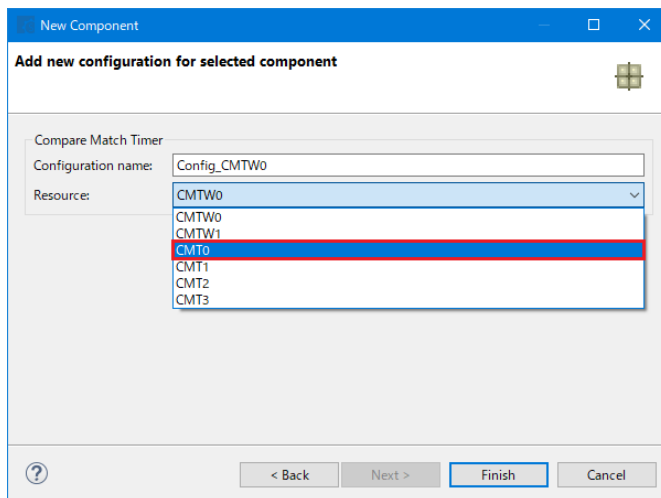 New Component
Add new configuration for selected component
Compare Match Timer
Configuration name: Config_CMTW0
Resource: CMTW0
CMTW0
CMTW1
CMT0
CMT1
CMT2
CMT3
? < Back Next > Finish Cancel